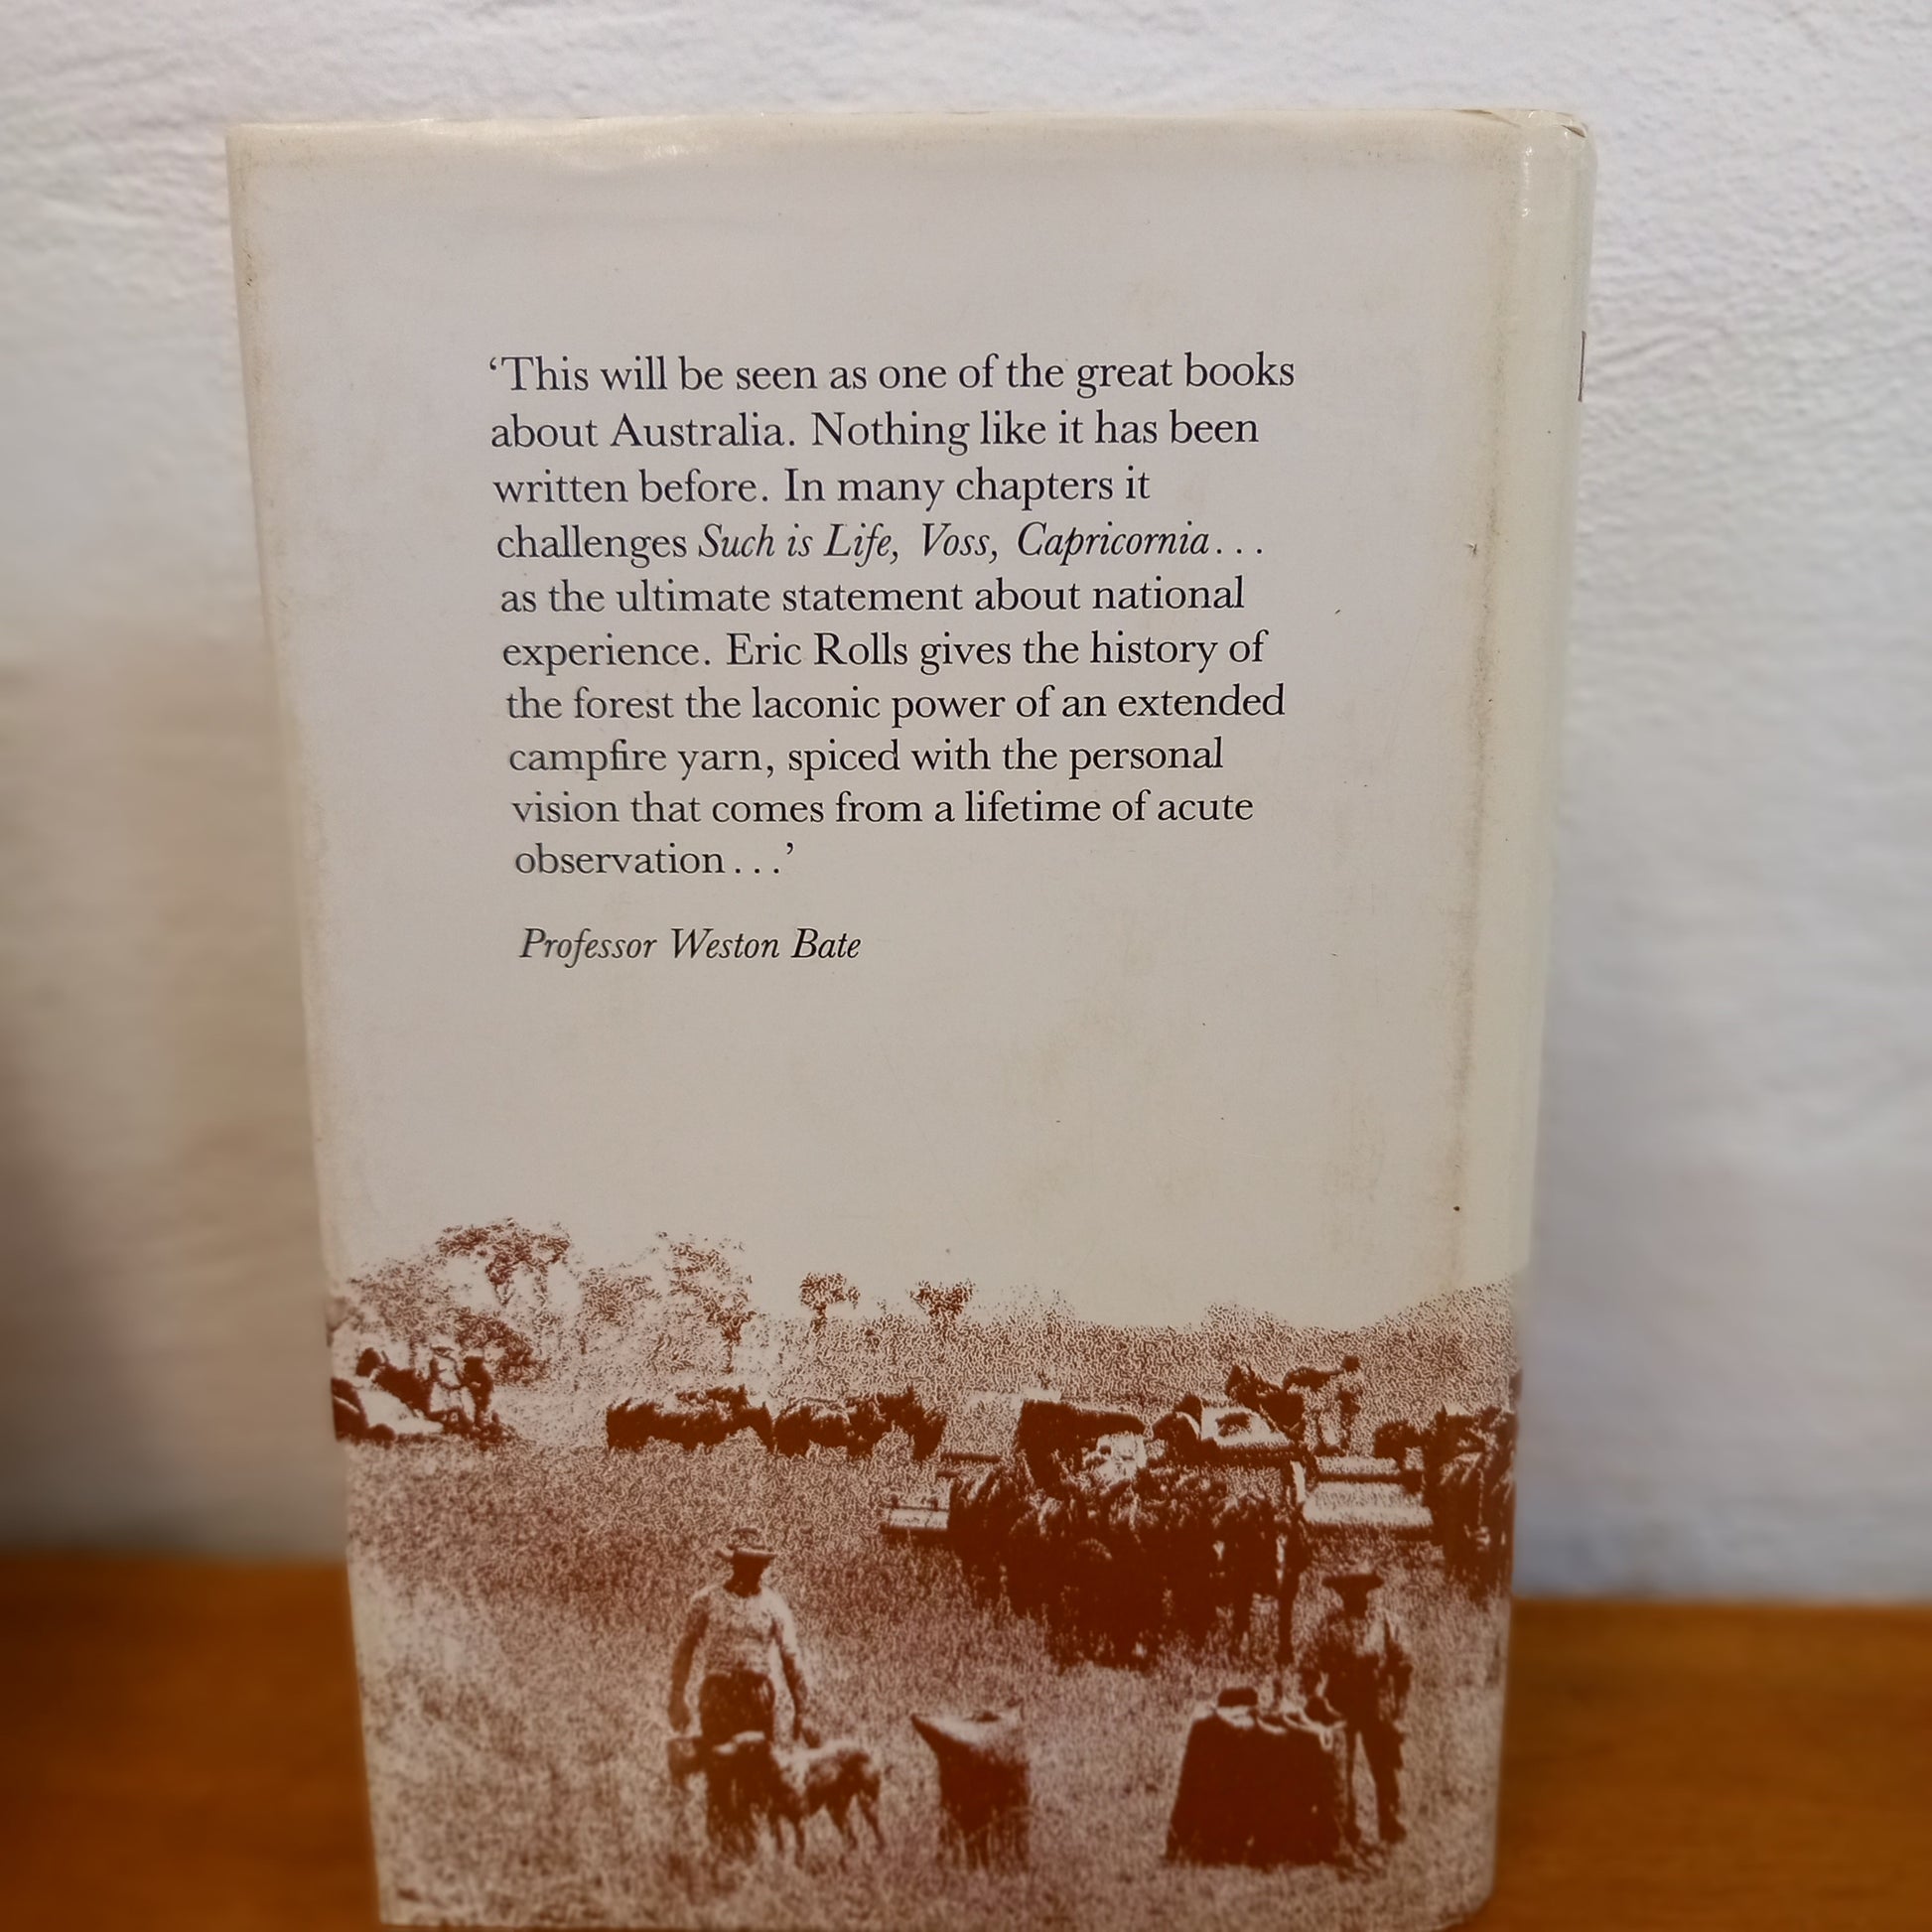 ‘This will be seen as one of the great books
about Australia. Nothing like it has been
written before. In many chapters it
challenges Such is Life, Voss, Capricornia...
as the ultimate statement about national
experience. Eric Rolls gives the history of
the forest the laconic power of an extended
campfire yarn, spiced with the personal
vision that comes from a lifetime of acute
observation...’
Professor Weston Bate